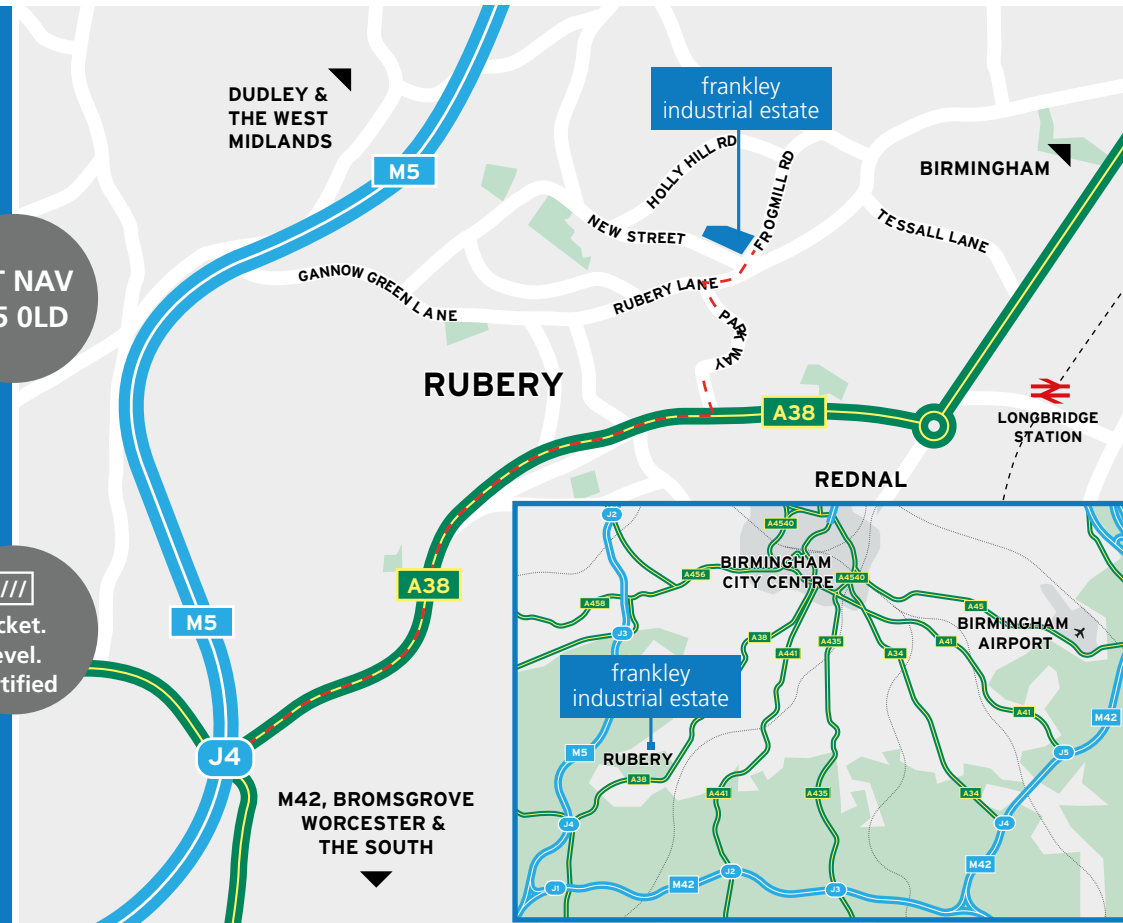 DUDLEY &
THE WEST
MIDLANDS
M5
frankley
industrial estate
HOLLY HILL RD
FROGMILL RD
BIRMINGHAM
NEW STREET
TESSALL LANE
NAV
0LD
GANNOW GREEN LANE
RUBERY LANE
PARK WAY
RUBERY
A38
LONGBRIDGE
STATION
REDNAL
A38
M5
J4
M42, BROMSGROVE
WORCESTER &
THE SOUTH
J2
A4540
BIRMINGHAM
CITY CENTRE
A456
A4540
A458
A45
J3
A38
A435
A41
BIRMINGHAM
AIRPORT
A441
A34
frankley
industrial estate
A41
M42
M5
RUBERY
J5
A38
A441
A435
A34
J4
J4
M42
J1
M42
J2
J3